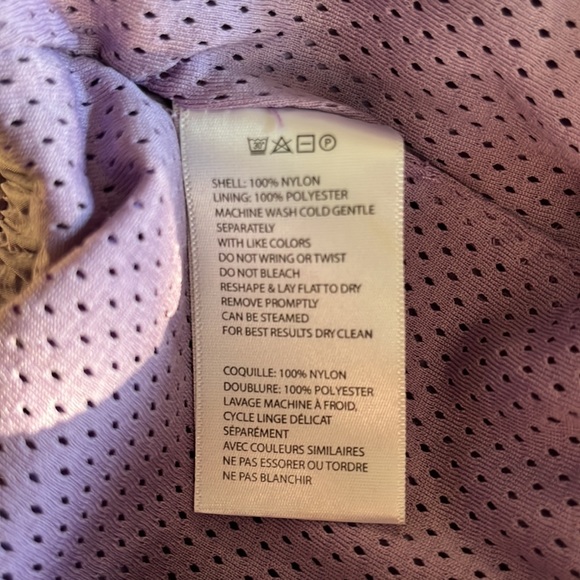 SHELL: 100% NYLON
LINING: 100% POLYESTER
MACHINE WASH COLD GENTLE
SEPARATELY
WITH LIKE COLORS
DO NOT WRING OR TWIST
DO NOT BLEACH
RESHAPE & LAY FLAT TO DRY
REMOVE PROMPTLY
CAN BE STEAMED
FOR BEST RESULTS DRY CLEAN
COQUILLE: 100% NYLON
DOUBLURE: 100% POLYESTER
LAVAGE MACHINE À FROID,
CYCLE LINGE DÉLICAT
SÉPARÉMENT
AVEC COULEURS SIMILAIRES
NE PAS ESSORER OU TORDRE
NE PAS BLANCHIR